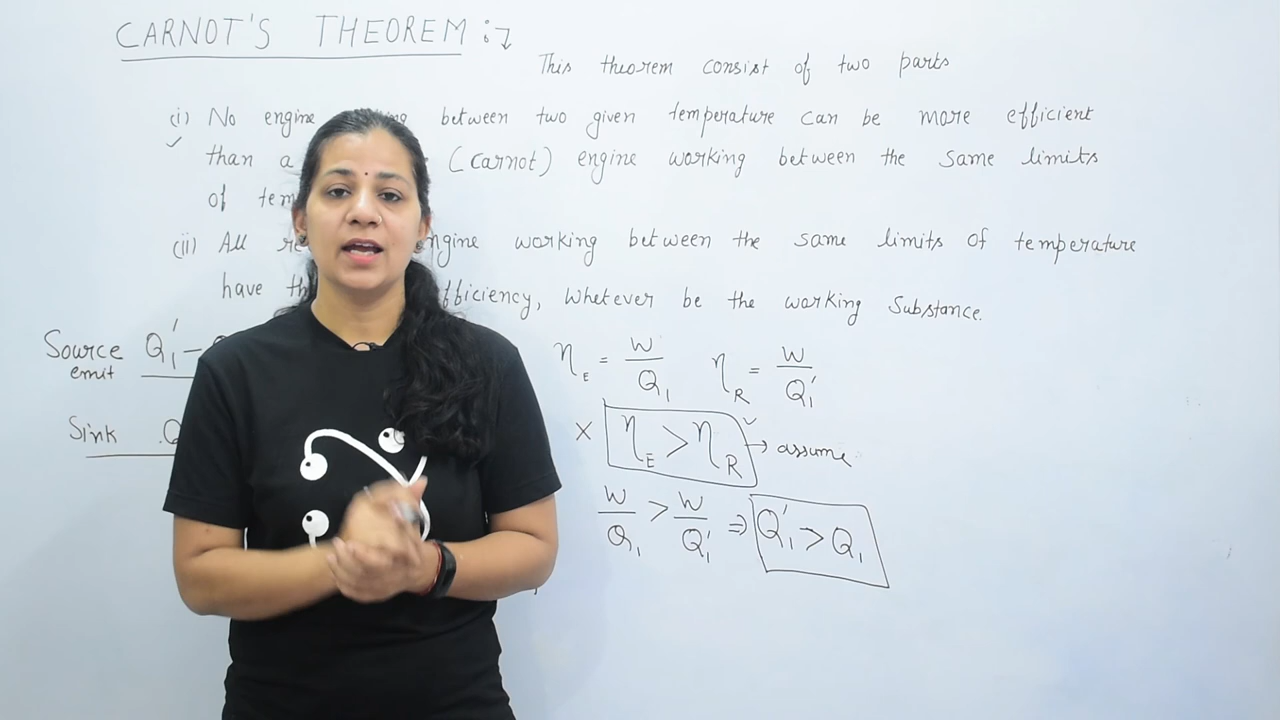 CARNOT'S THEOREM :-
This theorem consist of two parts
(i) No engine between two given temperature can be more efficient
than a (Carnot) engine working between the same limits
of
(ii) All engine working between the same limits of temperature
have efficiency, whatever be the working substance.
Source Q₁' –
emit
Sink
η_E = W/Q₁ η_R = W/Q₁'
× η_E > η_R ✓ → assume
W/Q₁ > W/Q₁' ⇒ Q₁' > Q₁